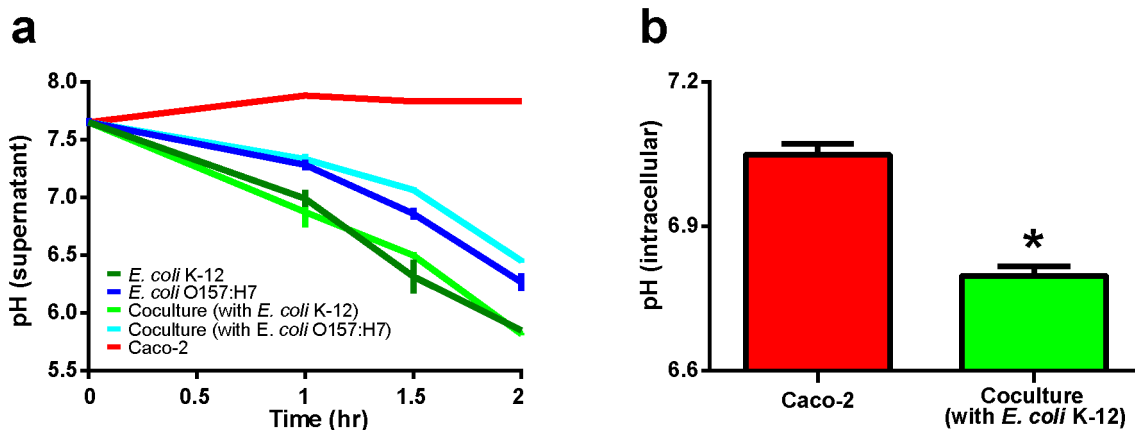 a
pH (supernatant)
8.0
7.5
7.0
6.5
6.0
5.5
E. coli K-12
E. coli O157:H7
Coculture (with E. coli K-12)
Coculture (with E. coli O157:H7)
Caco-2
0
0.5
1
1.5
2
Time (hr)
b
pH (intracellular)
7.2
6.9
6.6
*
Caco-2
Coculture
(with E. coli K-12)